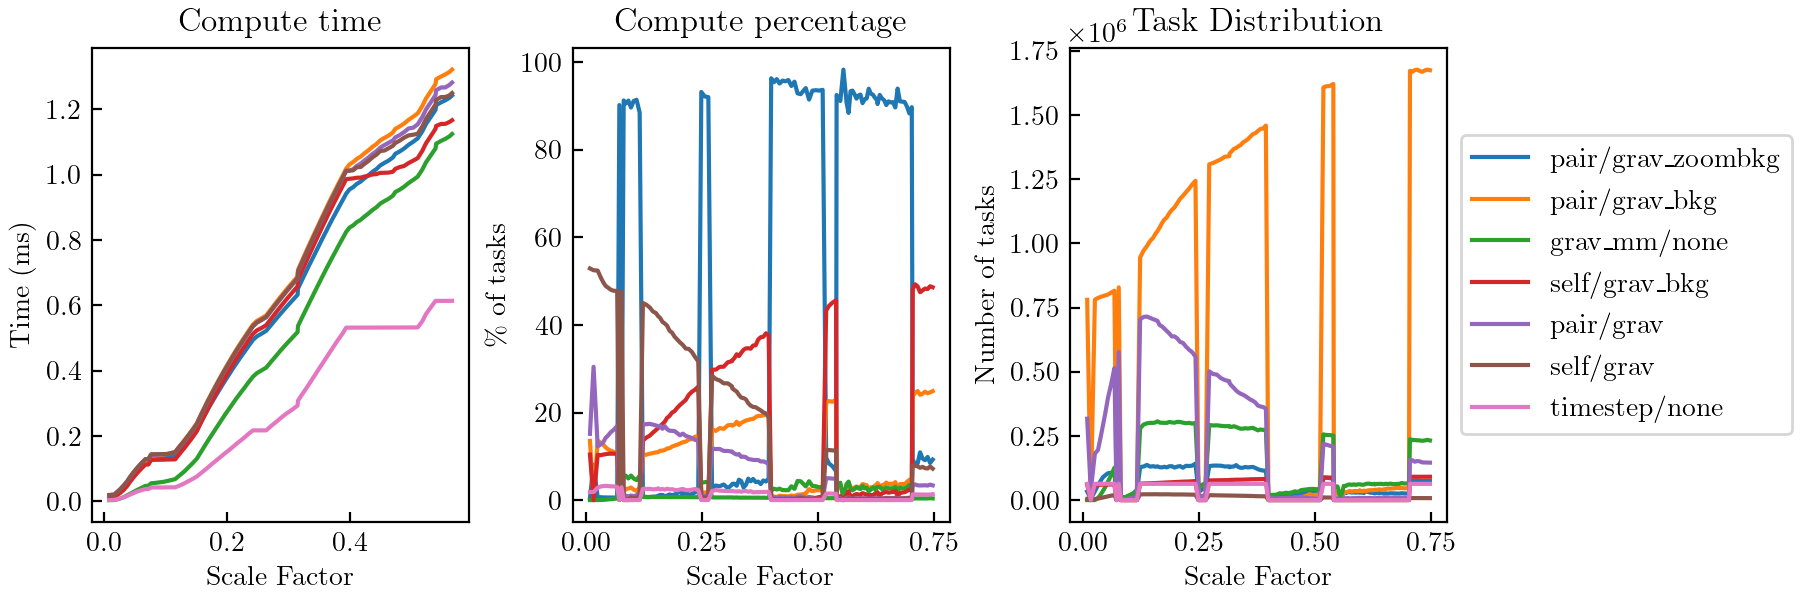 Compute time
Time (ms)
1.2
1.0
0.8
0.6
0.4
0.2
0.0
0.0 0.2 0.4
Scale Factor
Compute percentage
% of tasks
100
80
60
40
20
0
0.00 0.25 0.50 0.75
Scale Factor
Task Distribution
×10⁶
Number of tasks
1.75
1.50
1.25
1.00
0.75
0.50
0.25
0.00
0.00 0.25 0.50 0.75
Scale Factor
pair/grav_zoombkg
pair/grav_bkg
grav_mm/none
self/grav_bkg
pair/grav
self/grav
timestep/none